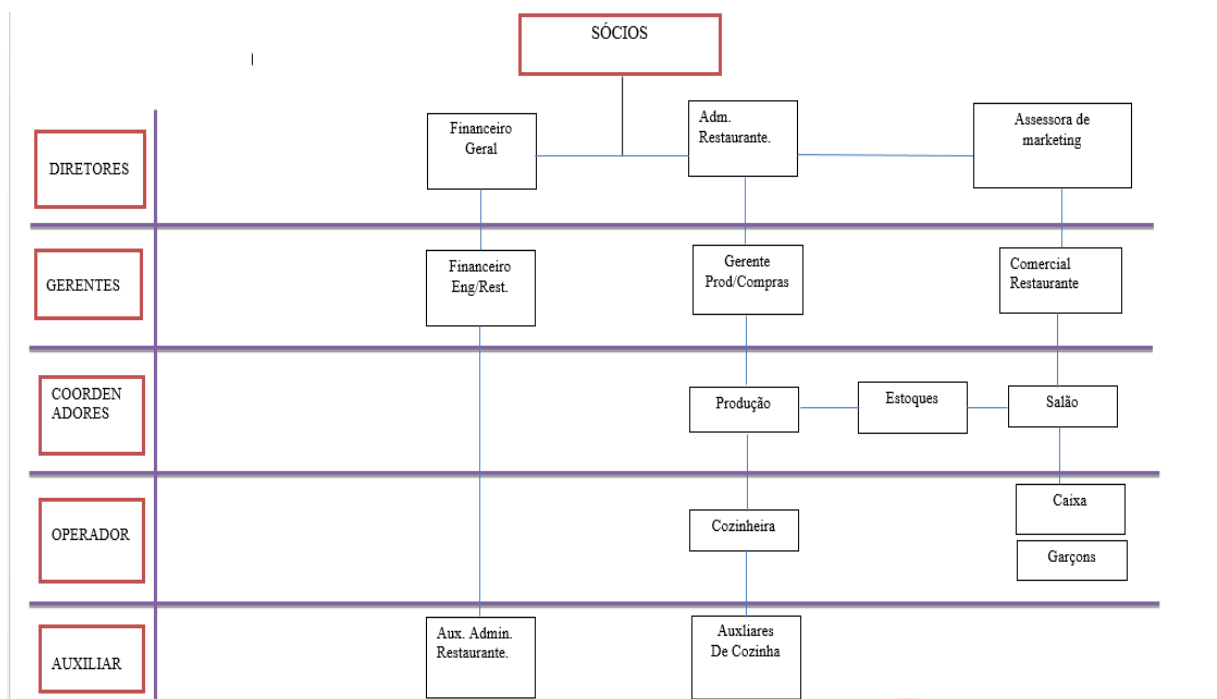 SÓCIOS
DIRETORES
Financeiro
Geral
Adm.
Restaurante.
Assessora de
marketing
GERENTES
Financeiro
Eng/Rest.
Gerente
Prod/Compras
Comercial
Restaurante
COORDEN
ADORES
Produção
Estoques
Salão
OPERADOR
Cozinheira
Caixa
Garçons
AUXILIAR
Aux. Admin.
Restaurante.
Auxliares
De Cozinha